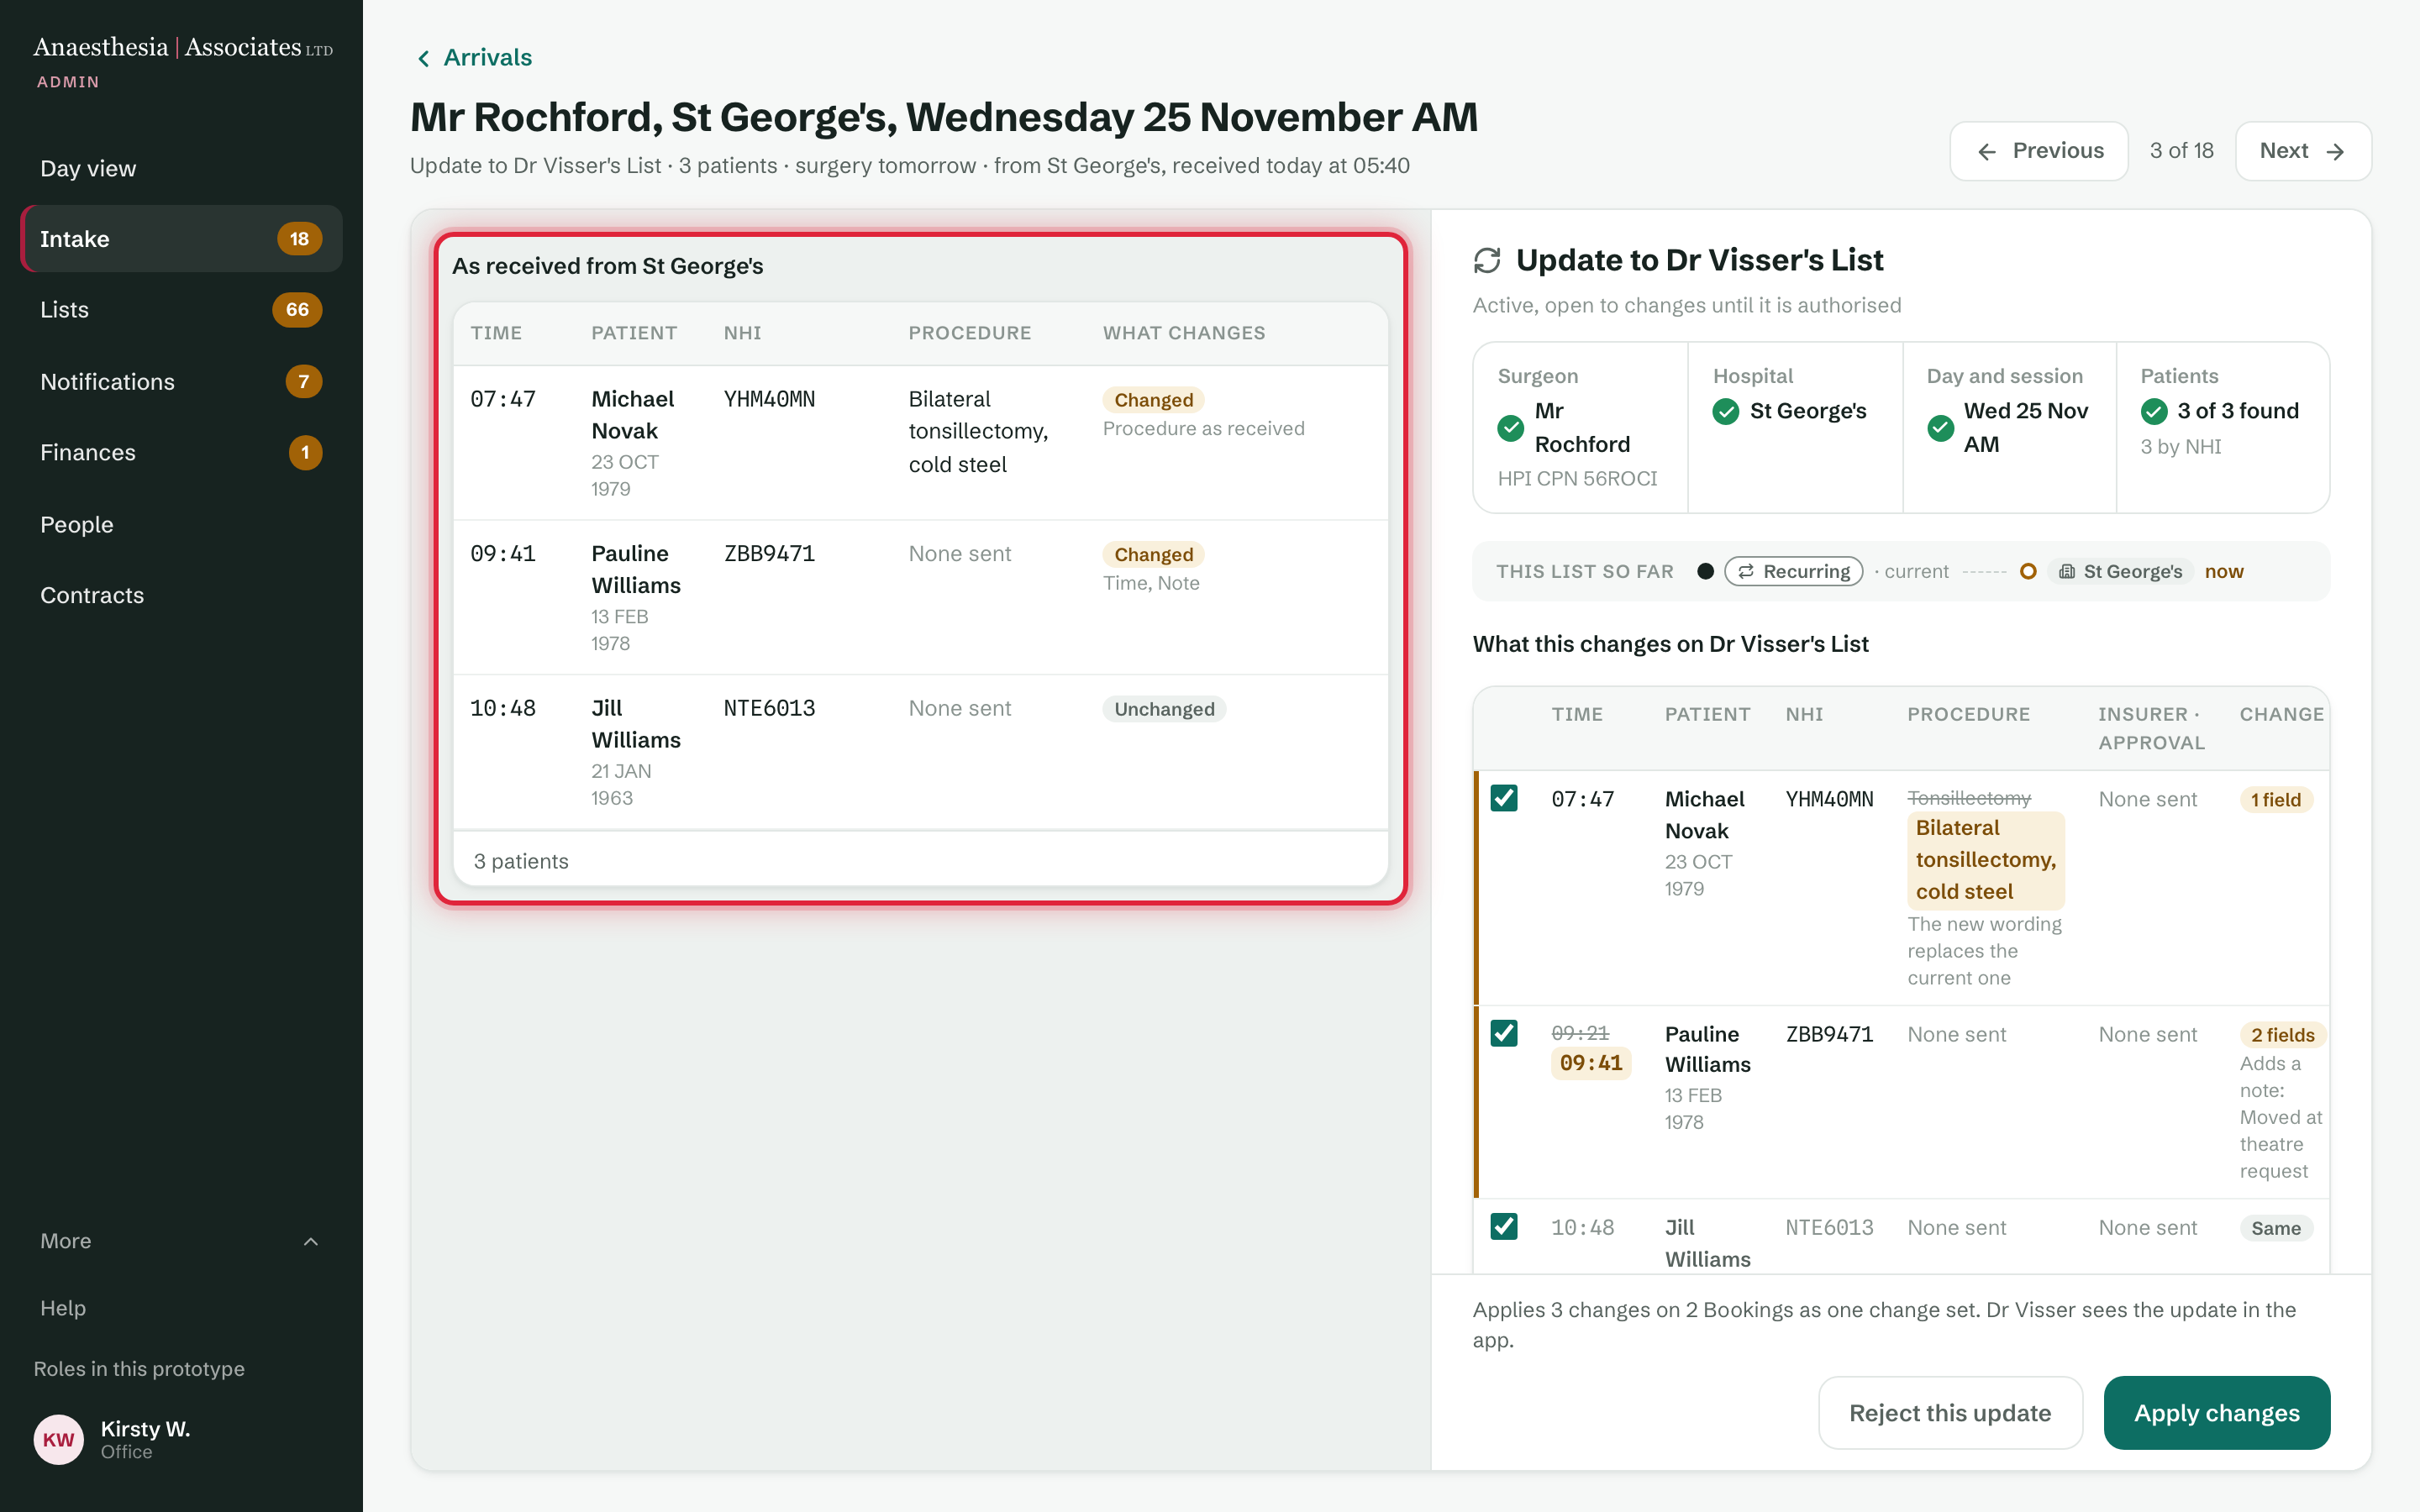 Anaesthesia | Associates LTD
ADMIN
Day view
Intake 18
Lists 66
Notifications 7
Finances 1
People
Contracts
More
Help
Roles in this prototype
KW
Kirsty W.
Office
Arrivals
Mr Rochford, St George's, Wednesday 25 November AM
Update to Dr Visser's List · 3 patients · surgery tomorrow · from St George's, received today at 05:40
Previous
3 of 18
Next
As received from St George's
TIME PATIENT NHI PROCEDURE WHAT CHANGES
07:47 Michael YHM40MN Bilateral Changed
Novak tonsillectomy, Procedure as received
23 OCT cold steel
1979
09:41 Pauline ZBB9471 None sent Changed
Williams Time, Note
13 FEB
1978
10:48 Jill NTE6013 None sent Unchanged
Williams
21 JAN
1963
3 patients
Update to Dr Visser's List
Active, open to changes until it is authorised
Surgeon
Mr
Rochford
HPI CPN 56ROCI
Hospital
St George's
Day and session
Wed 25 Nov
AM
Patients
3 of 3 found
3 by NHI
THIS LIST SO FAR Recurring · current St George's now
What this changes on Dr Visser's List
TIME PATIENT NHI PROCEDURE INSURER · CHANGE
APPROVAL
07:47 Michael YHM40MN Tonsillectomy None sent 1 field
Novak Bilateral
23 OCT tonsillectomy,
1979 cold steel
The new wording
replaces the
current one
09:21 Pauline ZBB9471 None sent None sent 2 fields
09:41 Williams Adds a
13 FEB note:
1978 Moved at
theatre
request
10:48 Jill NTE6013 None sent None sent Same
Williams
Applies 3 changes on 2 Bookings as one change set. Dr Visser sees the update in the
app.
Reject this update
Apply changes